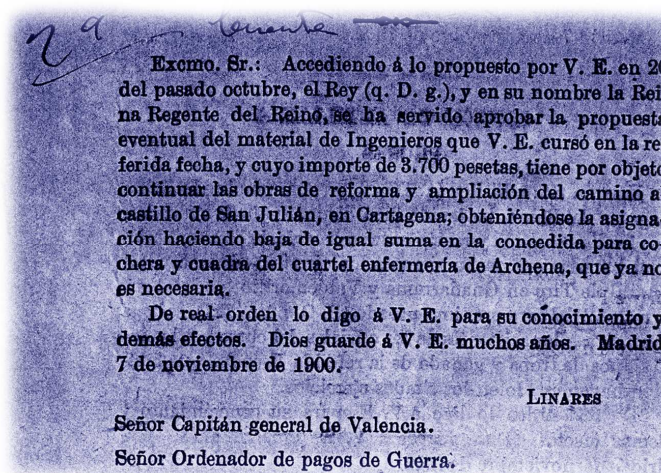 2ª
Excmo. Sr.: Accediendo á lo propuesto por V. E. en 26
del pasado octubre, el Rey (q. D. g.), y en su nombre la Rei
na Regente del Reino, se ha servido aprobar la propuesta
eventual del material de Ingenieros que V. E. cursó en la re
ferida fecha, y cuyo importe de 3.700 pesetas, tiene por objeto
continuar las obras de reforma y ampliación del camino a
castillo de San Julián, en Cartagena; obteniéndose la asigna
ción haciendo baja de igual suma en la concedida para co
chera y cuadra del cuartel enfermería de Archena, que ya no
es necesaria.
De real orden lo digo á V. E. para su conocimiento y
demás efectos. Dios guarde á V. E. muchos años. Madrid
7 de noviembre de 1900.
LINARES
Señor Capitán general de Valencia.
Señor Ordenador de pagos de Guerra.